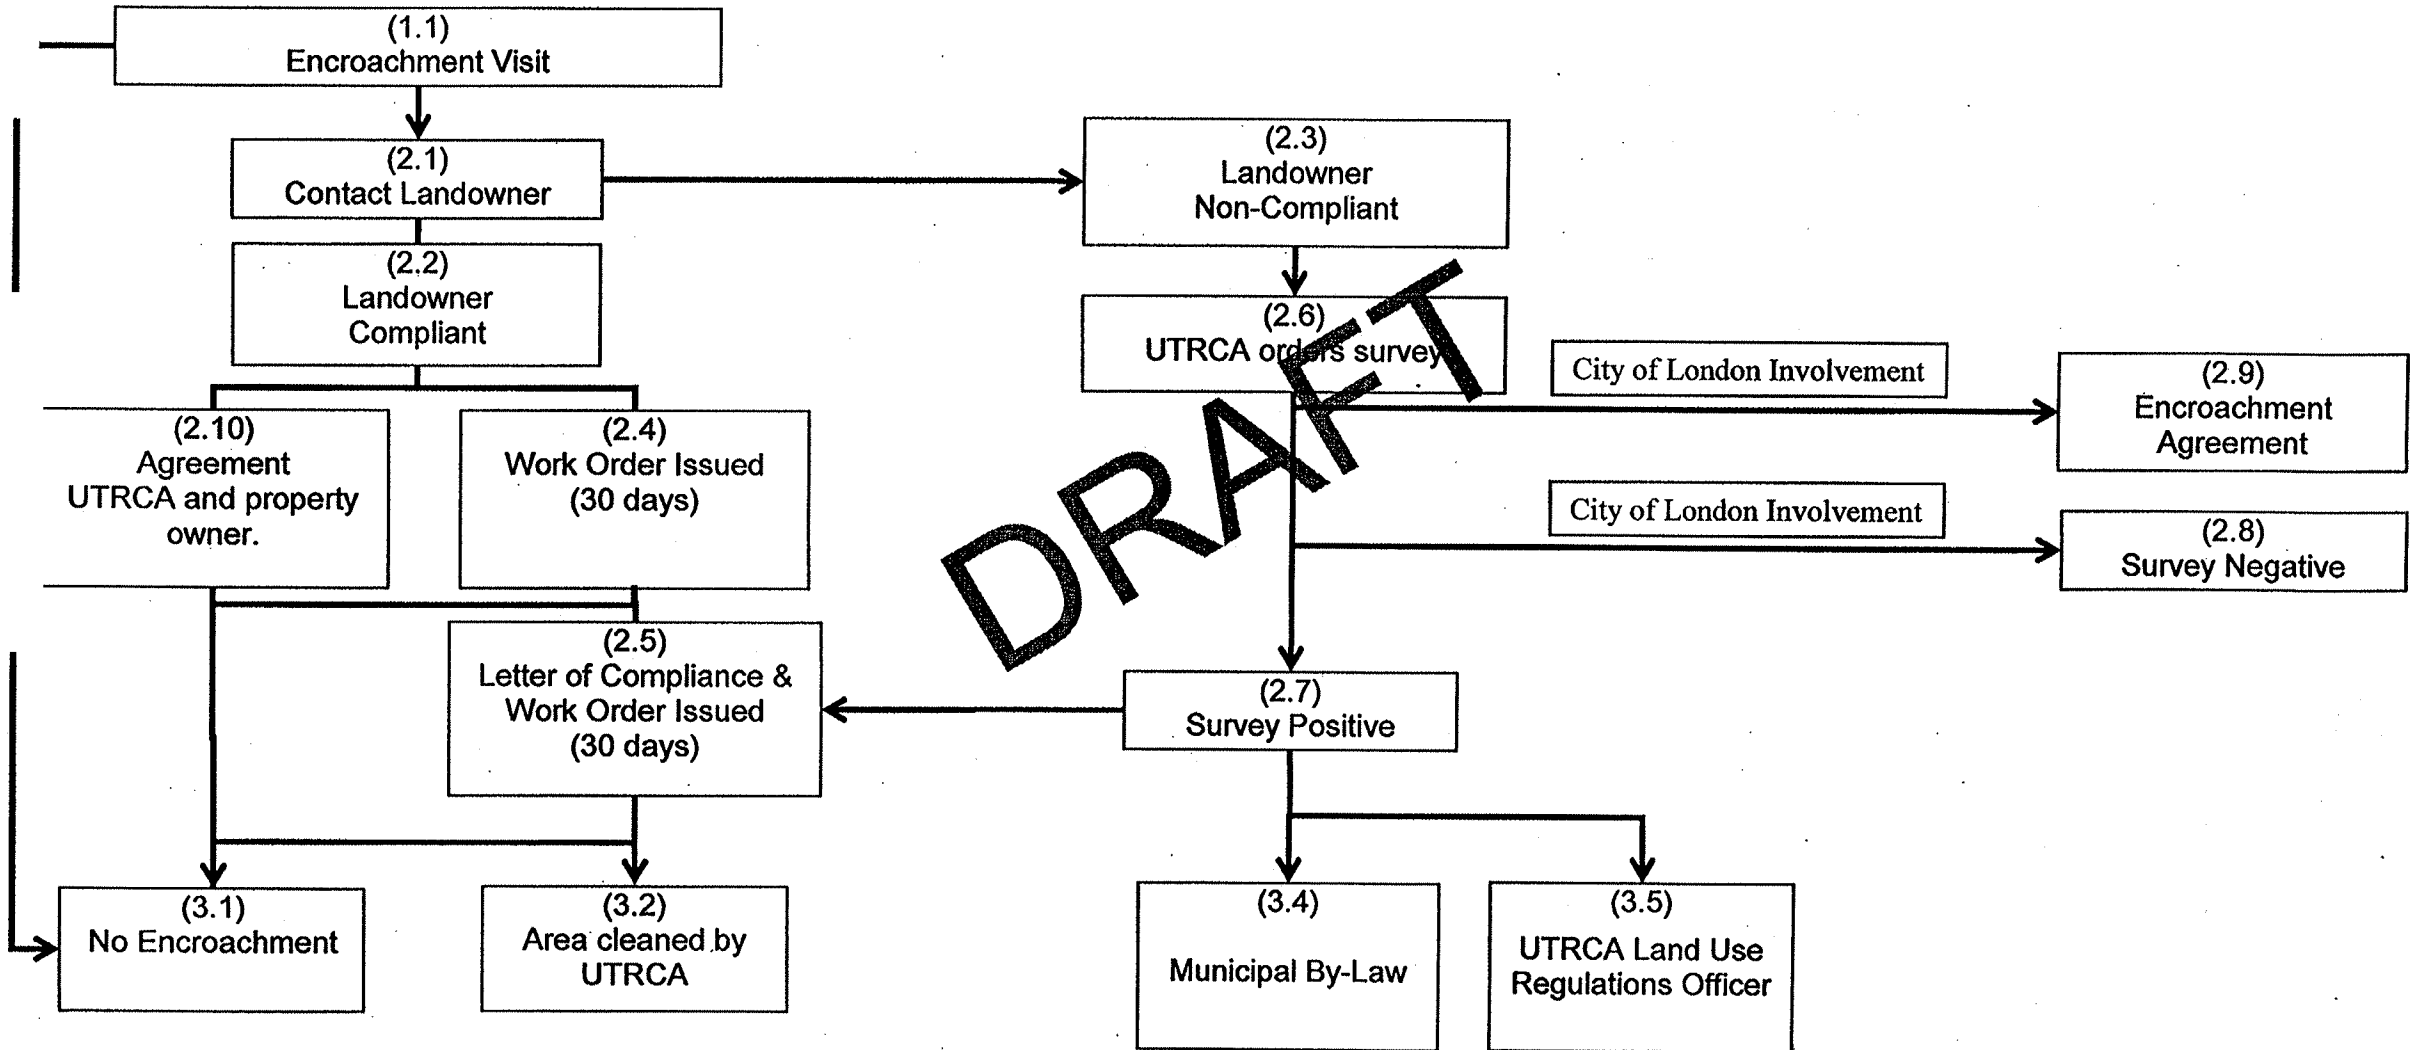 (1.1)
Encroachment Visit
(2.1)
Contact Landowner
(2.3)
Landowner
Non-Compliant
(2.2)
Landowner
Compliant
(2.6)
UTRCA orders survey
City of London Involvement
(2.9)
Encroachment
Agreement
(2.10)
Agreement
UTRCA and property
owner.
(2.4)
Work Order Issued
(30 days)
DRAFT
City of London Involvement
(2.8)
Survey Negative
(2.5)
Letter of Compliance &
Work Order Issued
(30 days)
(2.7)
Survey Positive
(3.1)
No Encroachment
(3.2)
Area cleaned by
UTRCA
(3.4)
Municipal By-Law
(3.5)
UTRCA Land Use
Regulations Officer